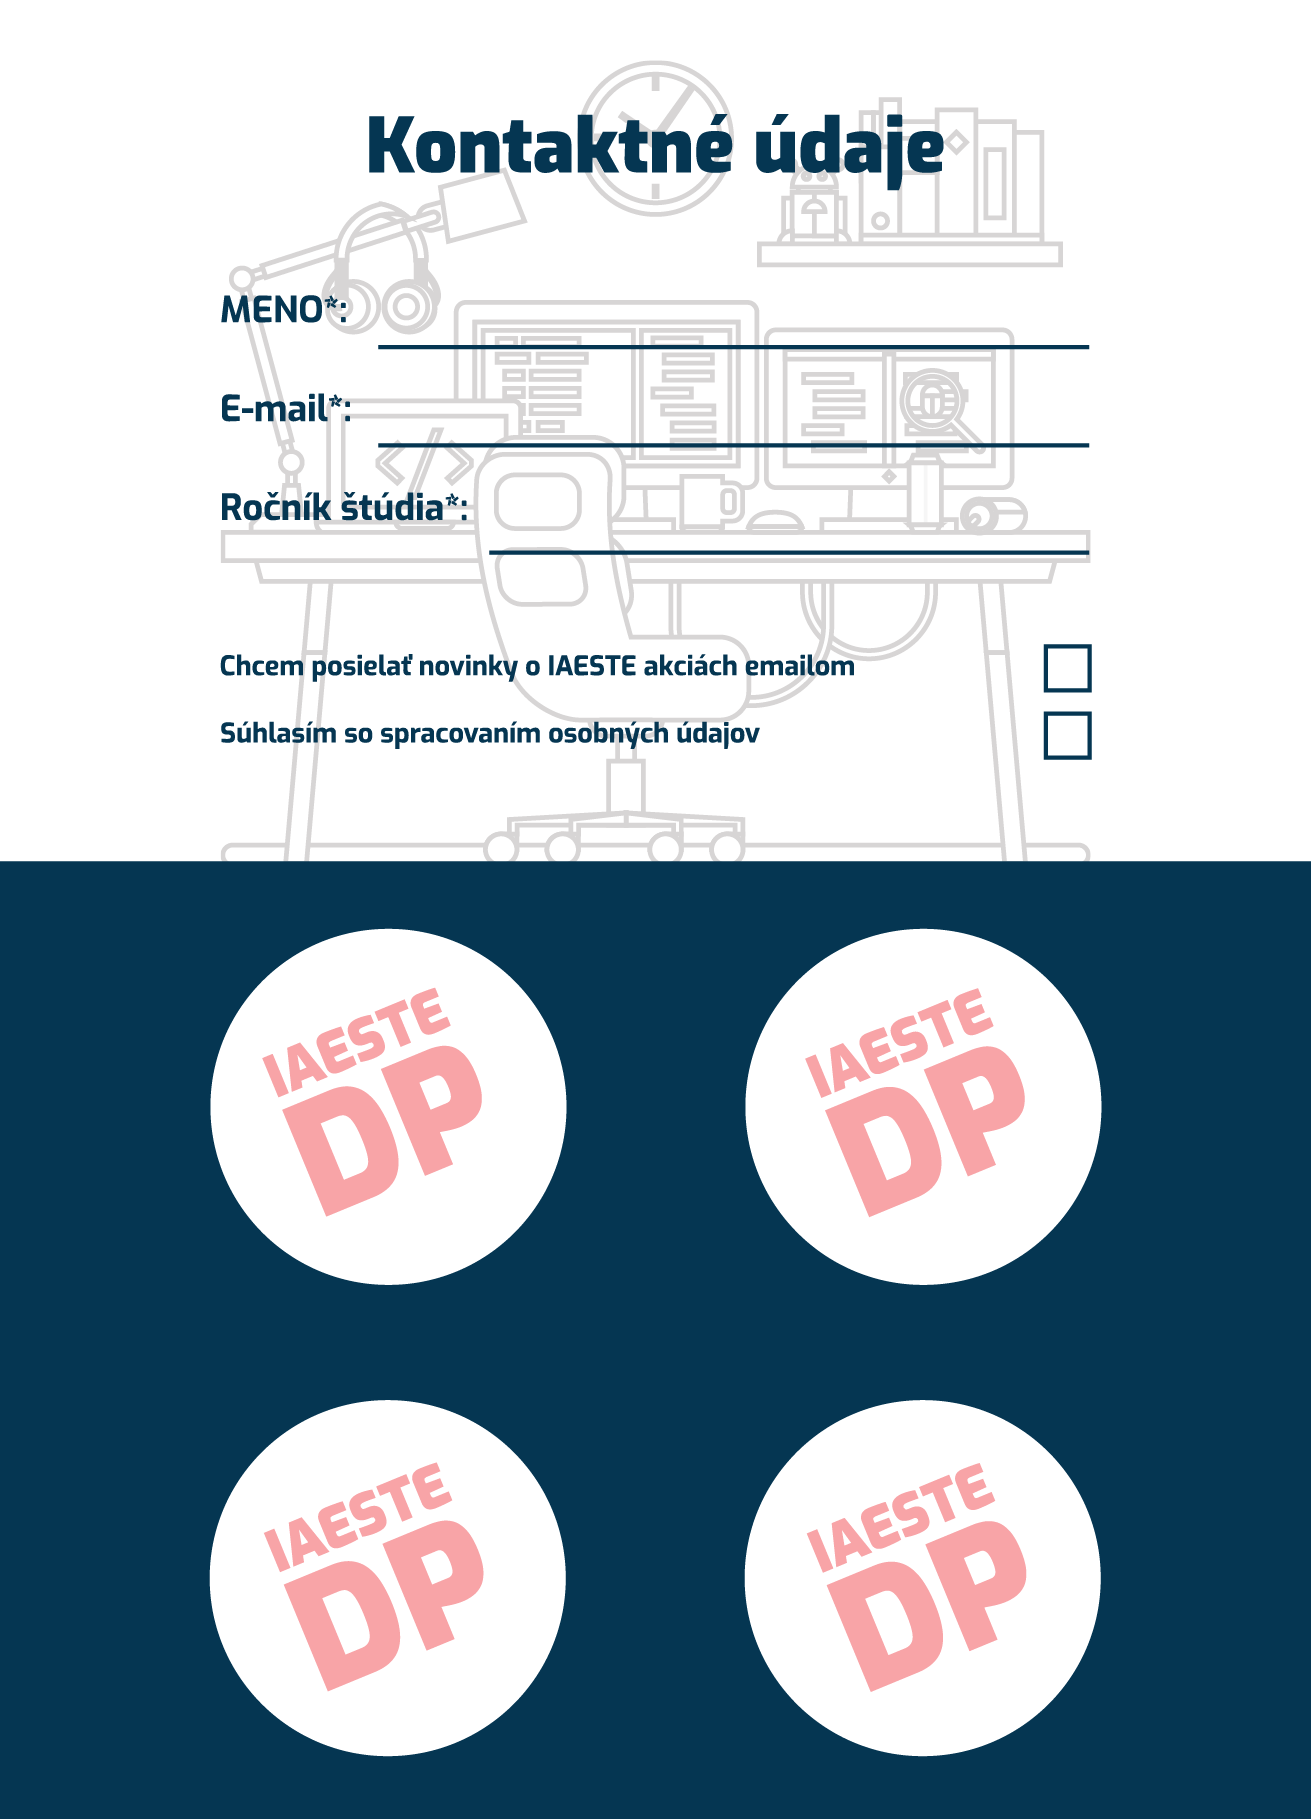 Kontaktné údaje
MENO*:
E-mail*:
Ročník štúdia*:
Chcem posielať novinky o IAESTE akciách emailom
Súhlasím so spracovaním osobných údajov
IAESTE
DP
IAESTE
DP
IAESTE
DP
IAESTE
DP